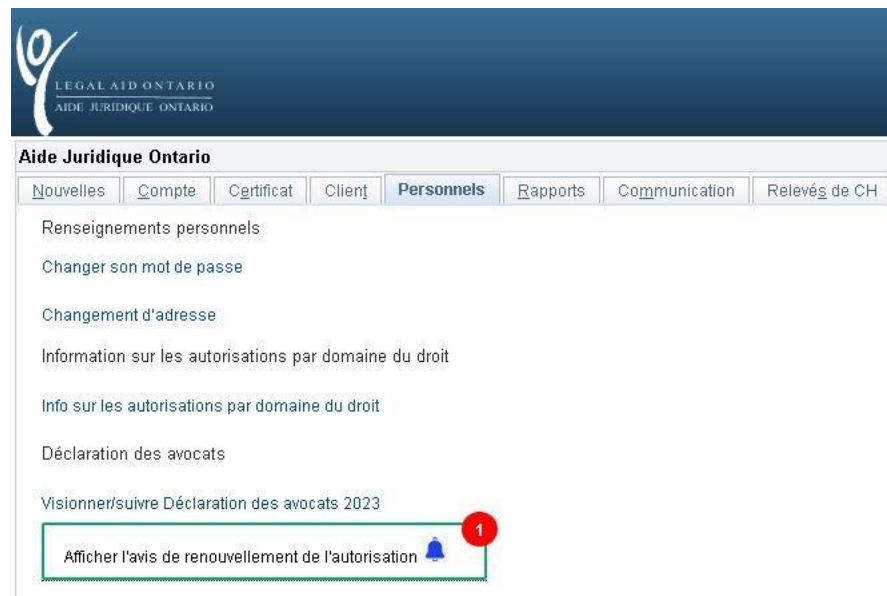 LEGAL AID ONTARIO
AIDE JURIDIQUE ONTARIO
Aide Juridique Ontario
Nouvelles Compte Certificat Client Personnels Rapports Communication Relevés de CH
Renseignements personnels
Changer son mot de passe
Changement d'adresse
Information sur les autorisations par domaine du droit
Info sur les autorisations par domaine du droit
Déclaration des avocats
Visionner/suivre Déclaration des avocats 2023
1
Afficher l'avis de renouvellement de l'autorisation